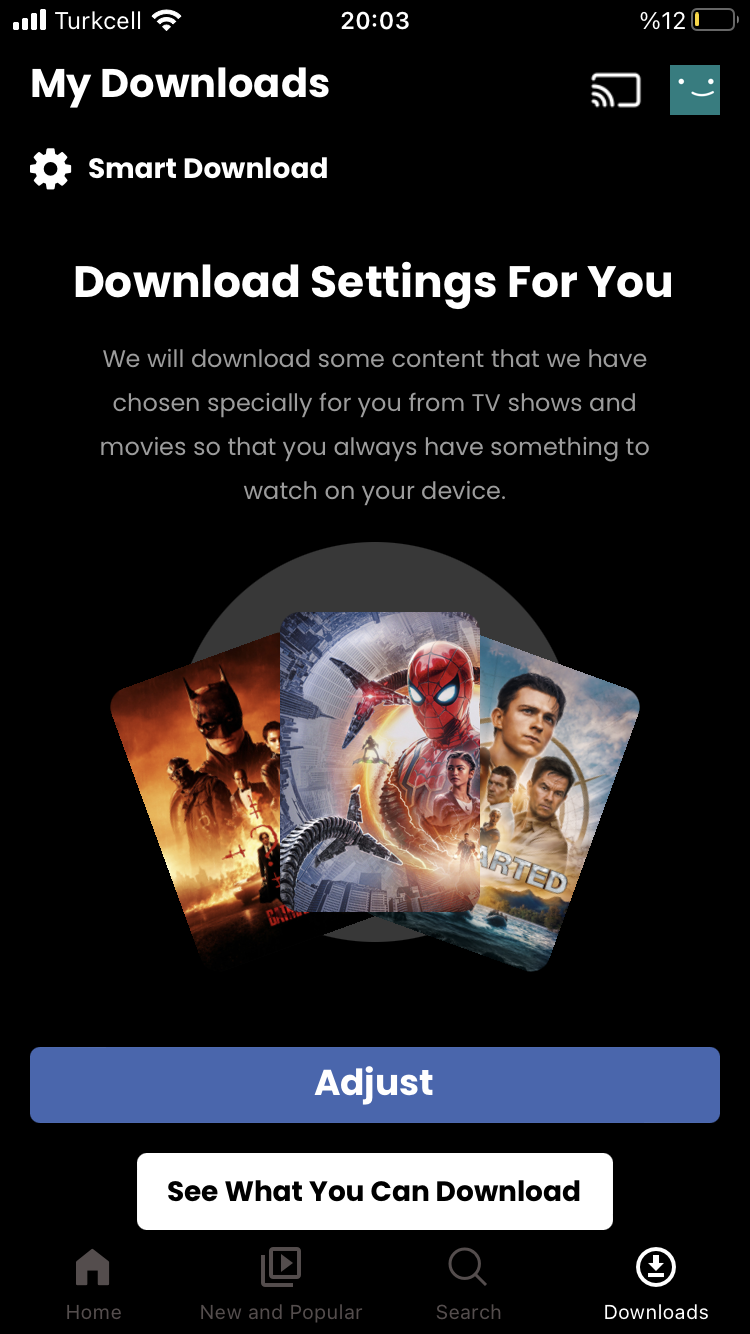 Turkcell
20:03
%12
My Downloads
Smart Download
Download Settings For You
We will download some content that we have
chosen specially for you from TV shows and
movies so that you always have something to
watch on your device.
ARTED
Adjust
See What You Can Download
Home
New and Popular
Search
Downloads